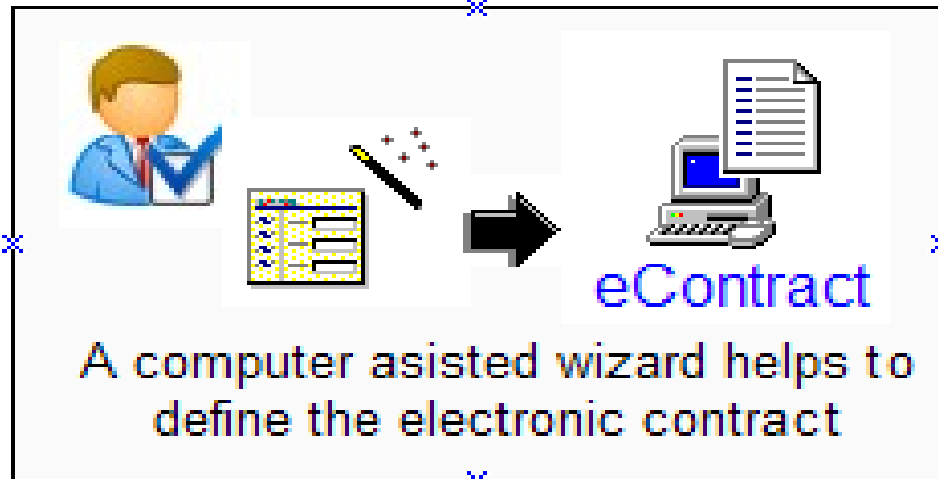 eContract
A computer asisted wizard helps to
define the electronic contract